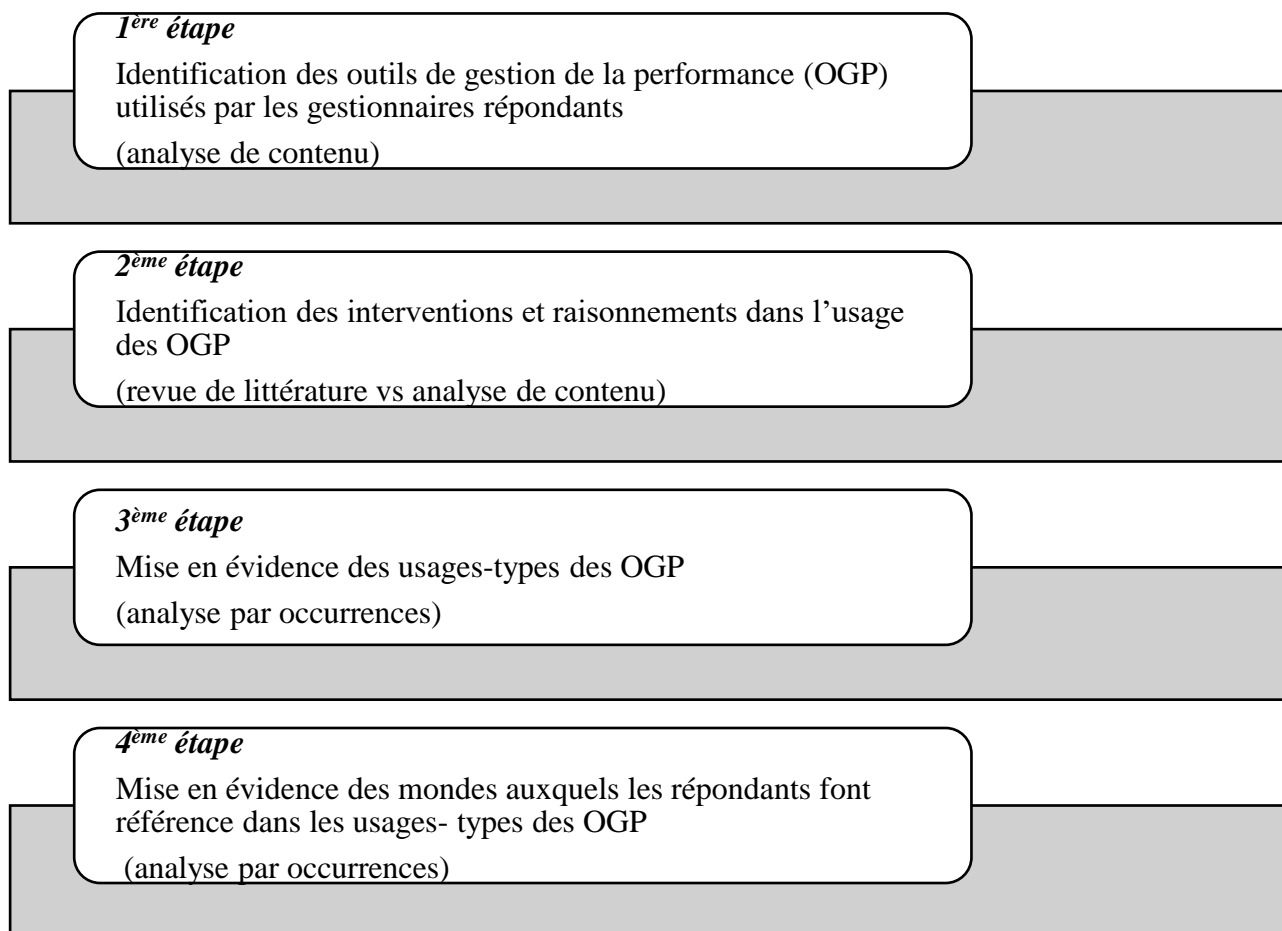 1ère étape
Identification des outils de gestion de la performance (OGP)
utilisés par les gestionnaires répondants
(analyse de contenu)
2ème étape
Identification des interventions et raisonnements dans l’usage
des OGP
(revue de littérature vs analyse de contenu)
3ème étape
Mise en évidence des usages-types des OGP
(analyse par occurrences)
4ème étape
Mise en évidence des mondes auxquels les répondants font
référence dans les usages- types des OGP
(analyse par occurrences)